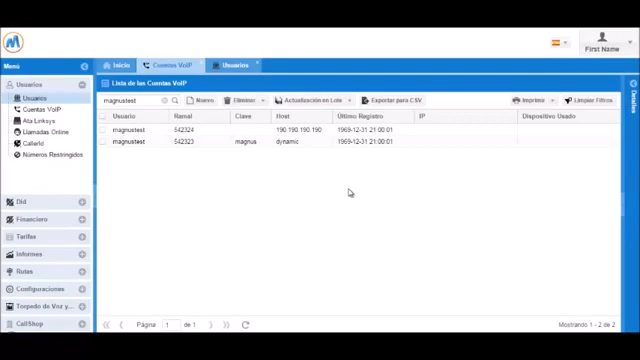 First Name
Menú
Inicio
Cuentas VoIP
Usuarios
Usuarios
Usuarios
Cuentas VoIP
Ata Linksys
Llamadas Online
CallerId
Números Restringidos
Did
Financiero
Tarifas
Informes
Rutas
Configuraciones
Torpedo de Voz y...
CallShop
Lista de las Cuentas VoIP
magnustest Nuevo Eliminar Actualización en Lote Exportar para CSV Imprimir Limpiar Filtros
Usuario Ramal Clave Host Último Registro IP Dispositivo Usado
magnustest 542324 190.190.190.190 1969-12-31 21:00:01
magnustest 542323 magnus dynamic 1969-12-31 21:00:01
Página 1 de 1
Mostrando 1 - 2 de 2
Detalles